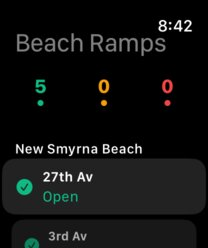 8:42
Beach Ramps
5 0 0
New Smyrna Beach
27th Av
Open
3rd Av